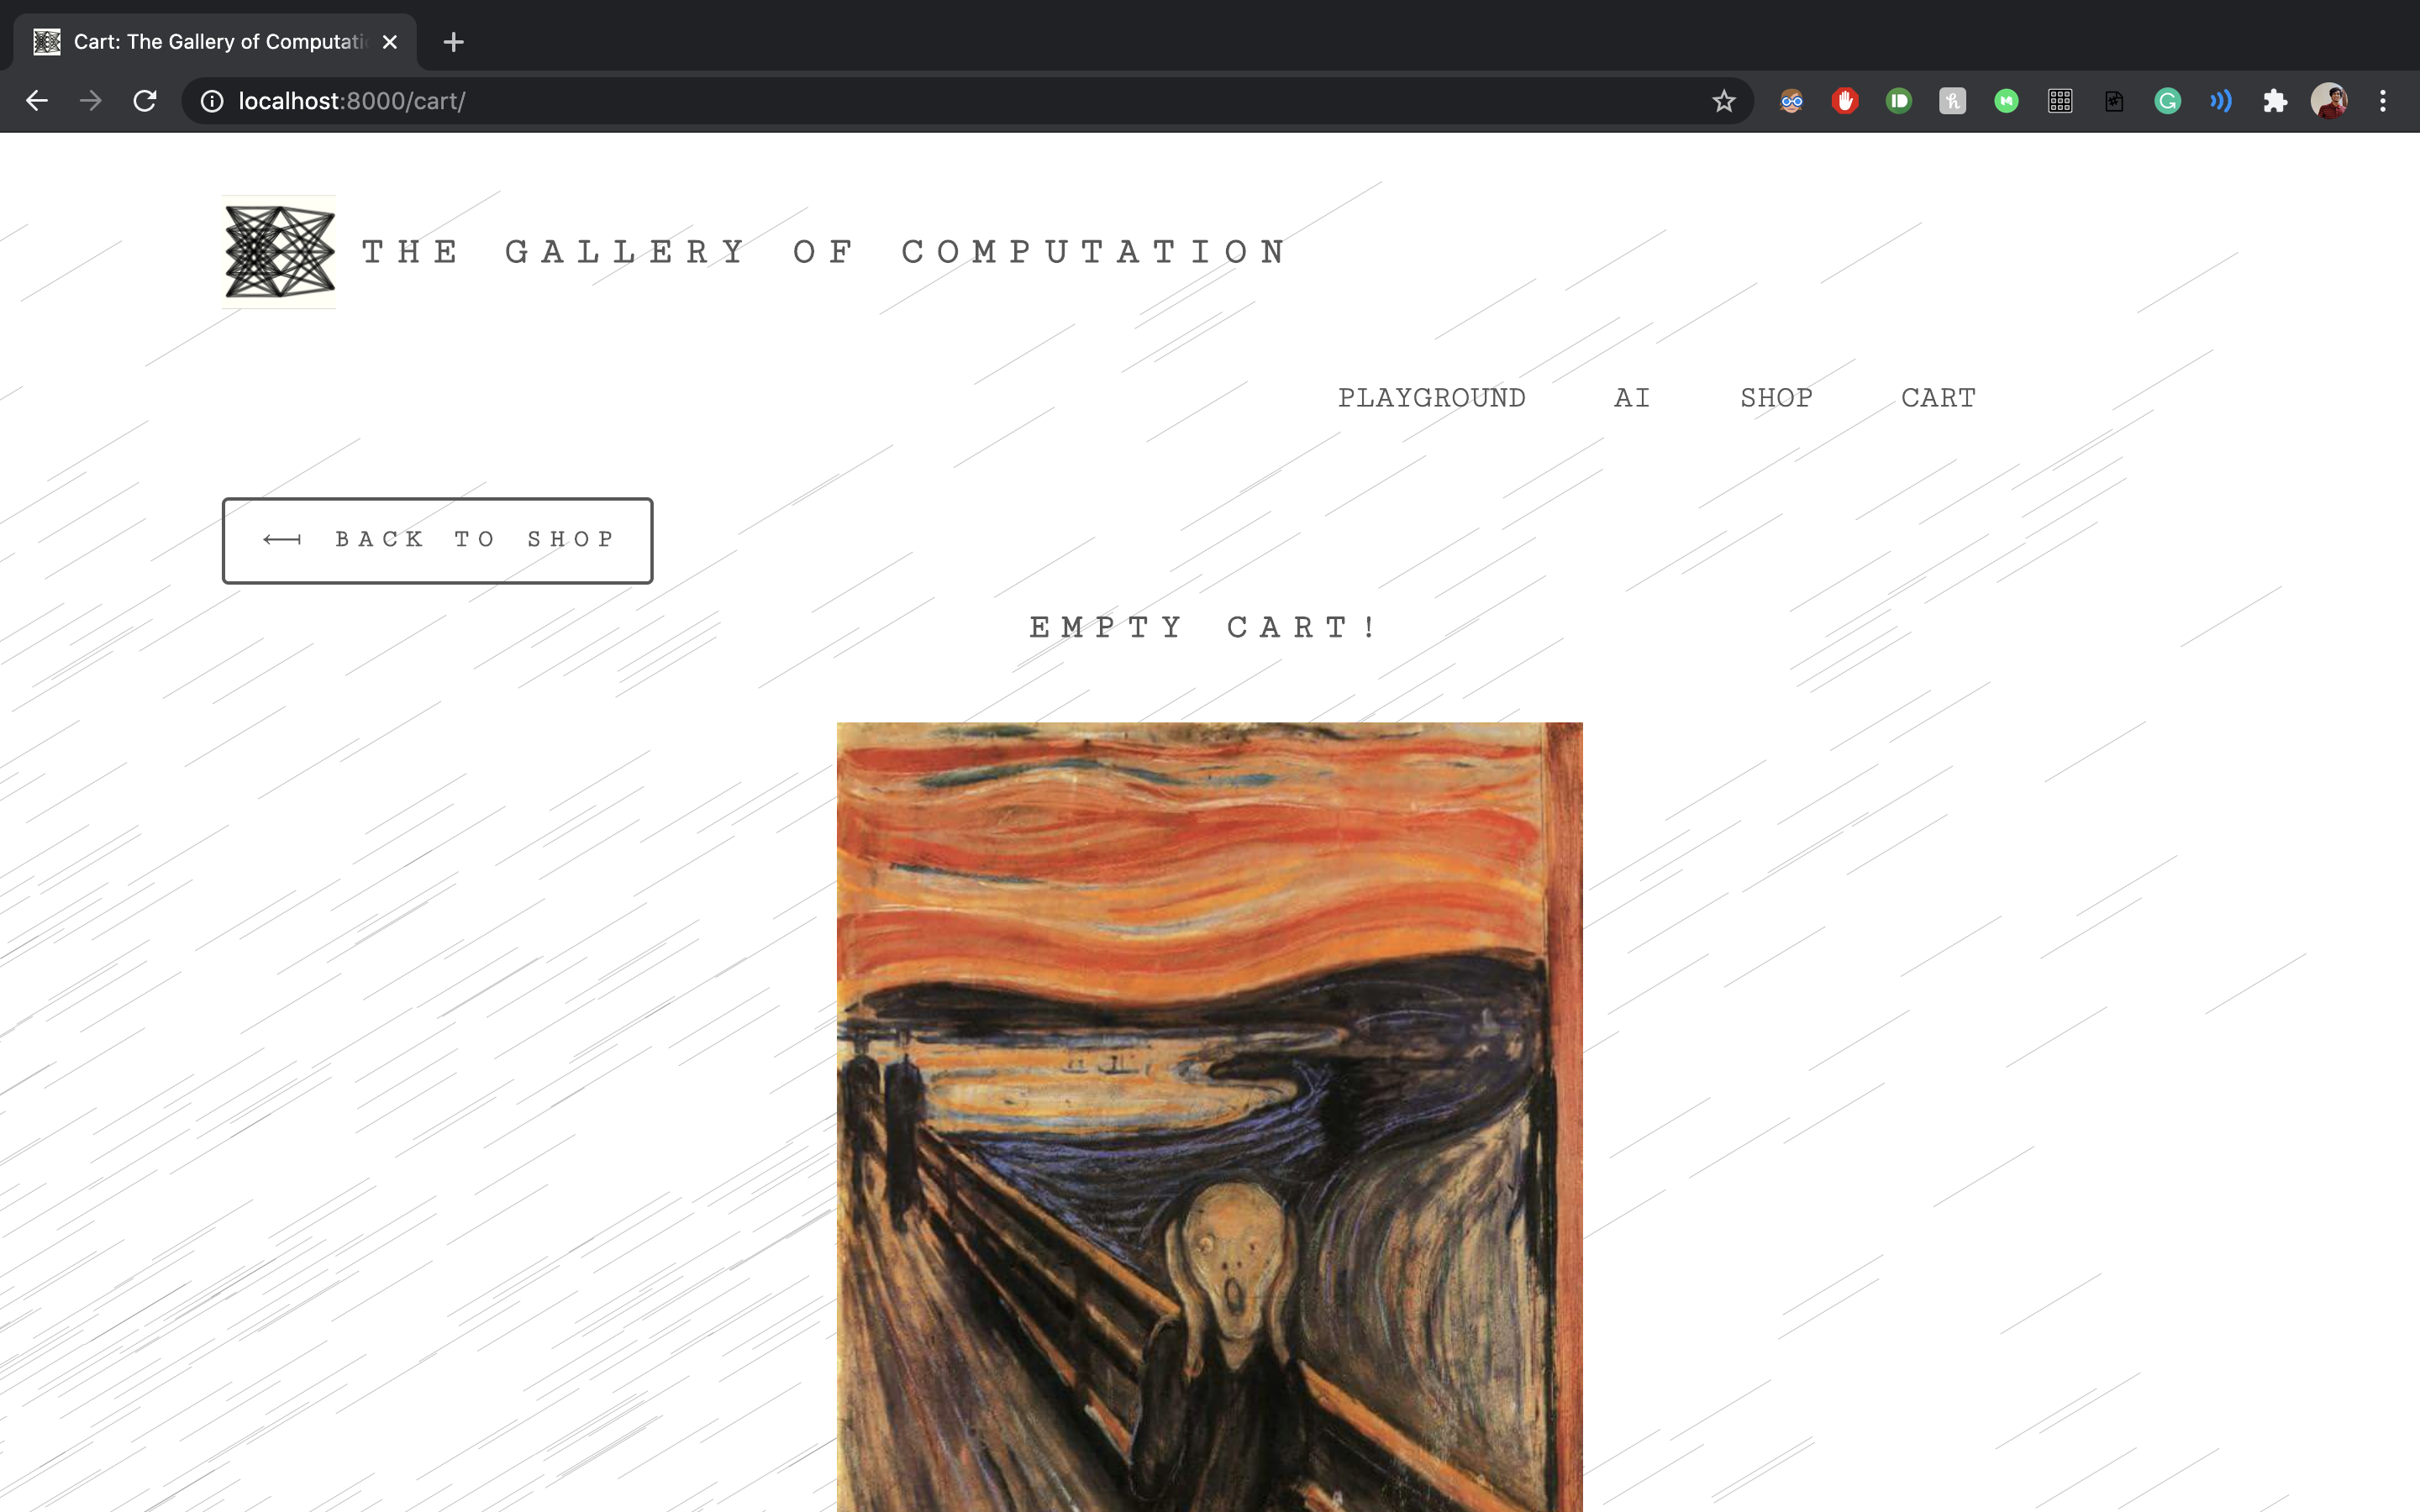 Cart: The Gallery of Computati
localhost:8000/cart/
THE GALLERY OF COMPUTATION
PLAYGROUND AI SHOP CART
BACK TO SHOP
EMPTY CART!